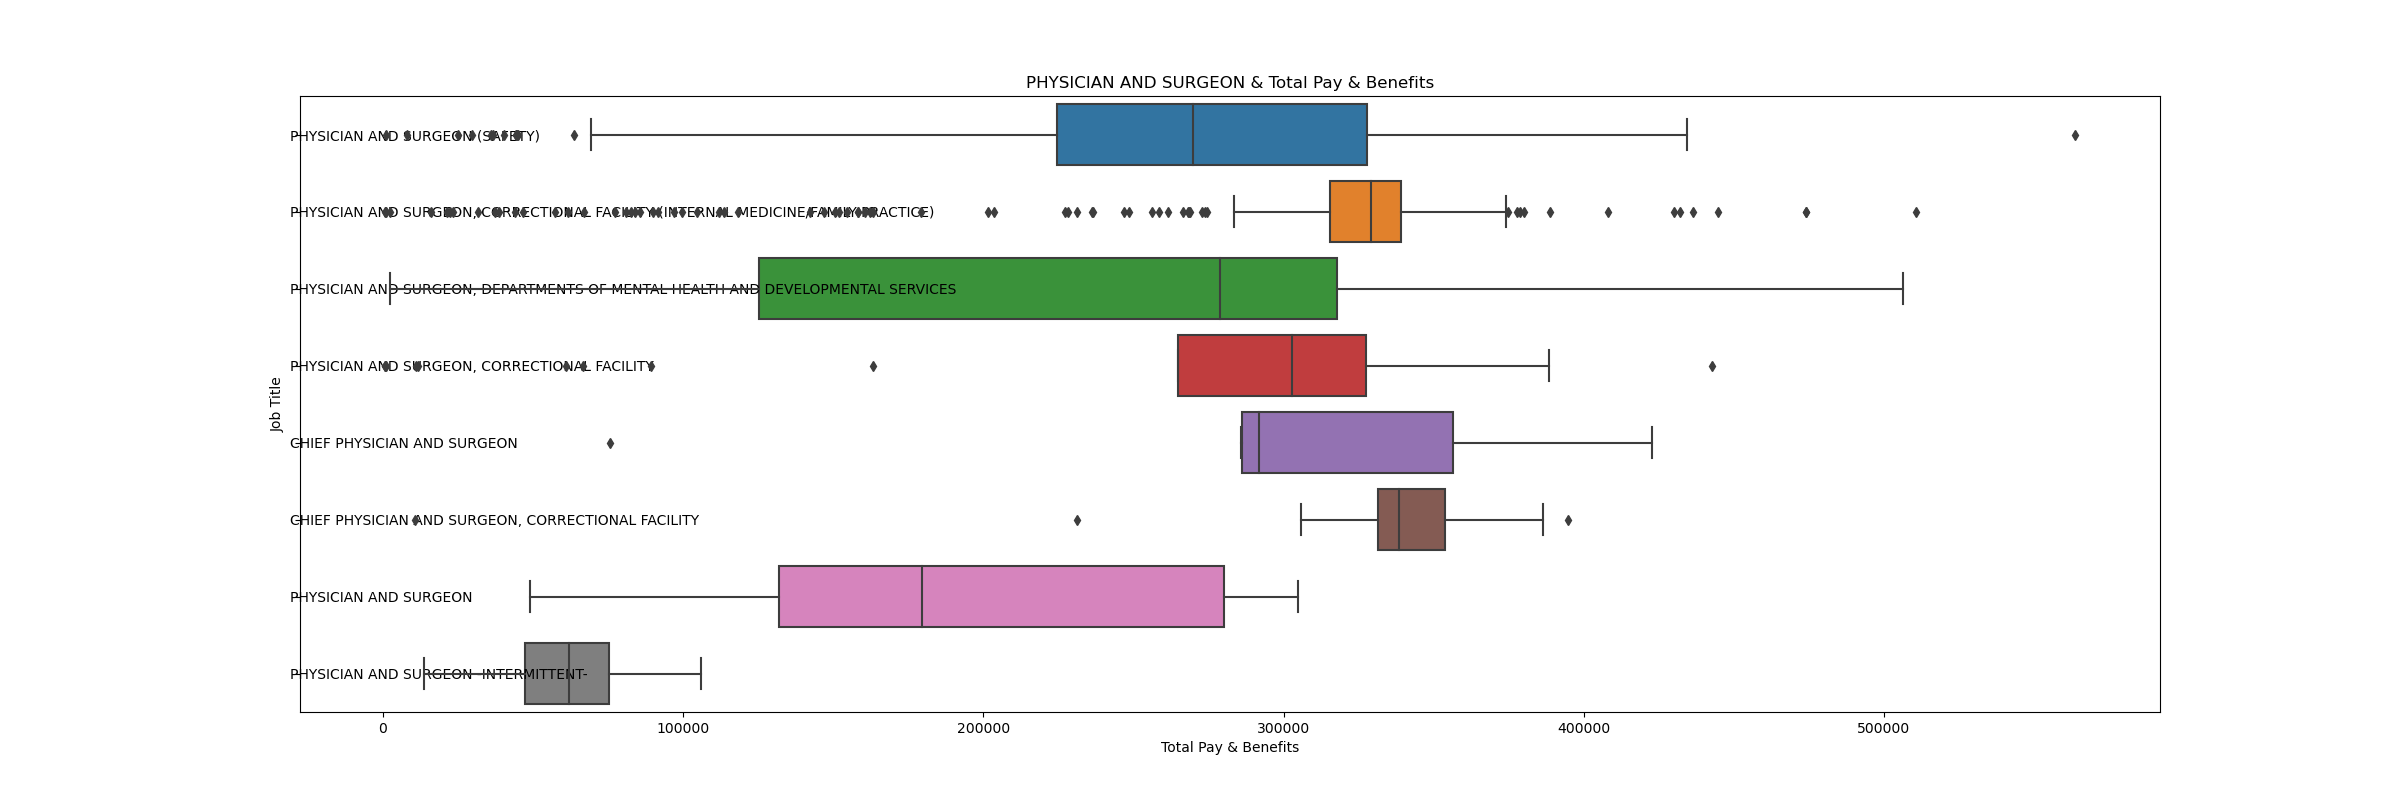 PHYSICIAN AND SURGEON & Total Pay & Benefits
PHYSICIAN AND SURGEON (SAFETY)
PHYSICIAN AND SURGEON, CORRECTIONAL FACILITY (INTERNAL MEDICINE/FAMILY PRACTICE)
PHYSICIAN AND SURGEON, DEPARTMENTS OF MENTAL HEALTH AND DEVELOPMENTAL SERVICES
PHYSICIAN AND SURGEON, CORRECTIONAL FACILITY
CHIEF PHYSICIAN AND SURGEON
CHIEF PHYSICIAN AND SURGEON, CORRECTIONAL FACILITY
PHYSICIAN AND SURGEON
PHYSICIAN AND SURGEON -INTERMITTENT-
Job Title
0 100000 200000 300000 400000 500000
Total Pay & Benefits